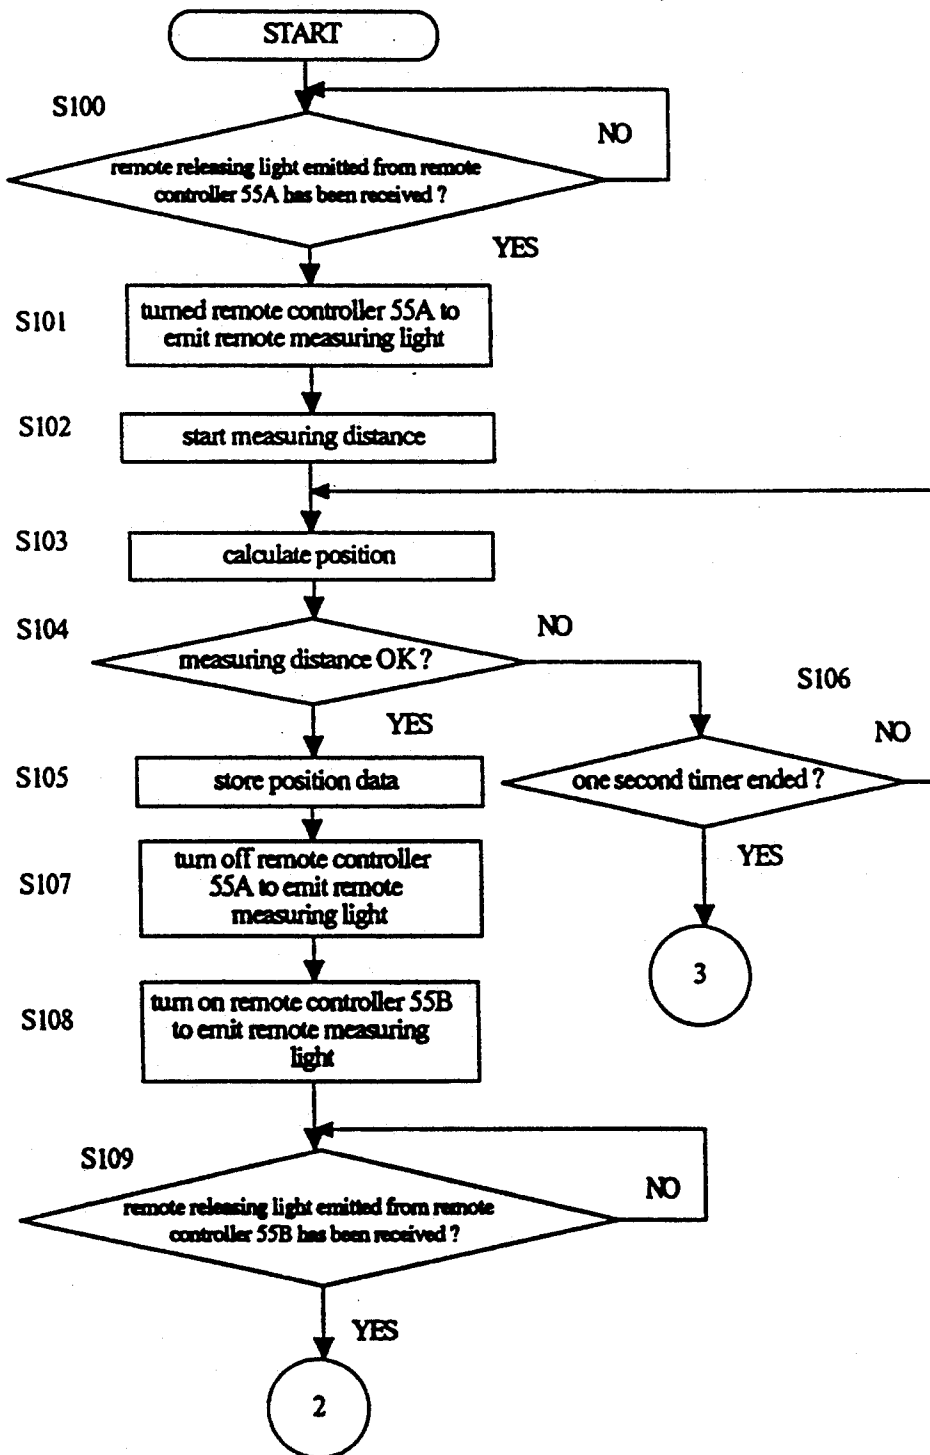 START
S100
NO
remote releasing light emitted from remote
controller 55A has been received ?
YES
S101
turned remote controller 55A to
emit remote measuring light
S102
start measuring distance
S103
calculate position
S104
NO
measuring distance OK ?
S106
YES
NO
S105
store position data
one second timer ended ?
S107
turn off remote controller
55A to emit remote
measuring light
YES
3
S108
turn on remote controller 55B
to emit remote measuring
light
S109
NO
remote releasing light emitted from remote
controller 55B has been received ?
YES
2